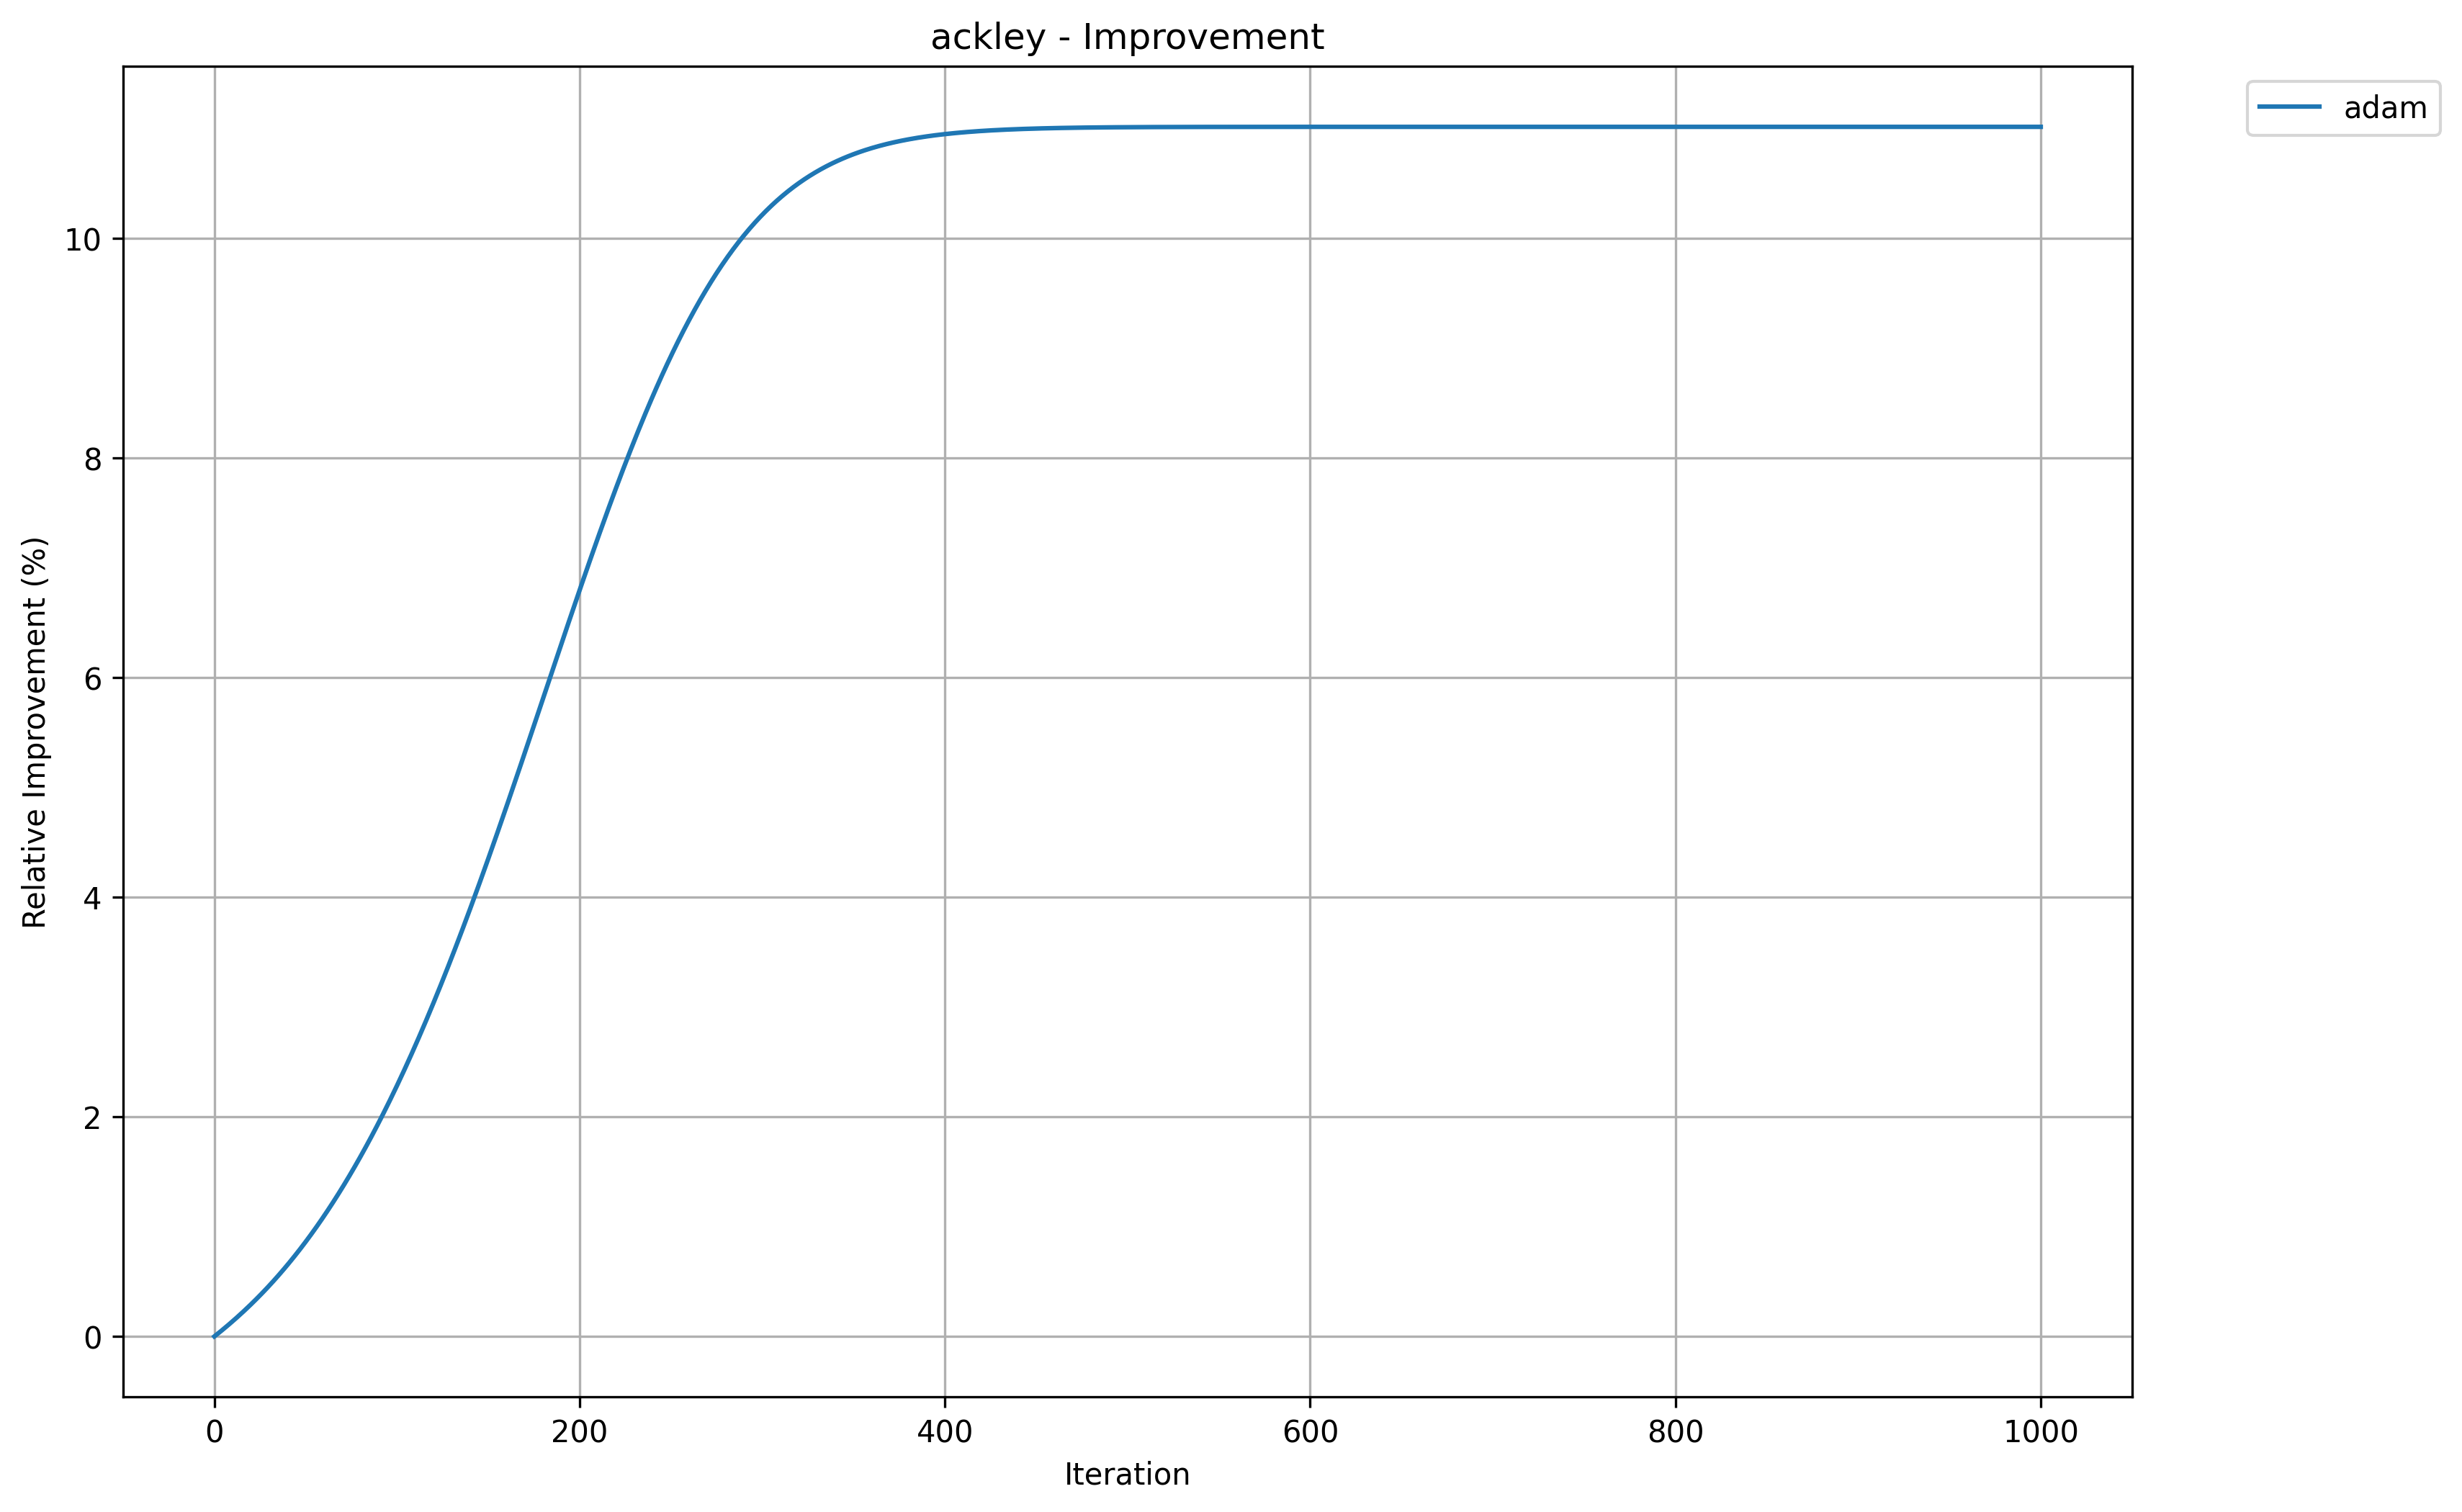 ackley - Improvement
adam
Relative Improvement (%)
10
8
6
4
2
0
0 200 400 600 800 1000
Iteration